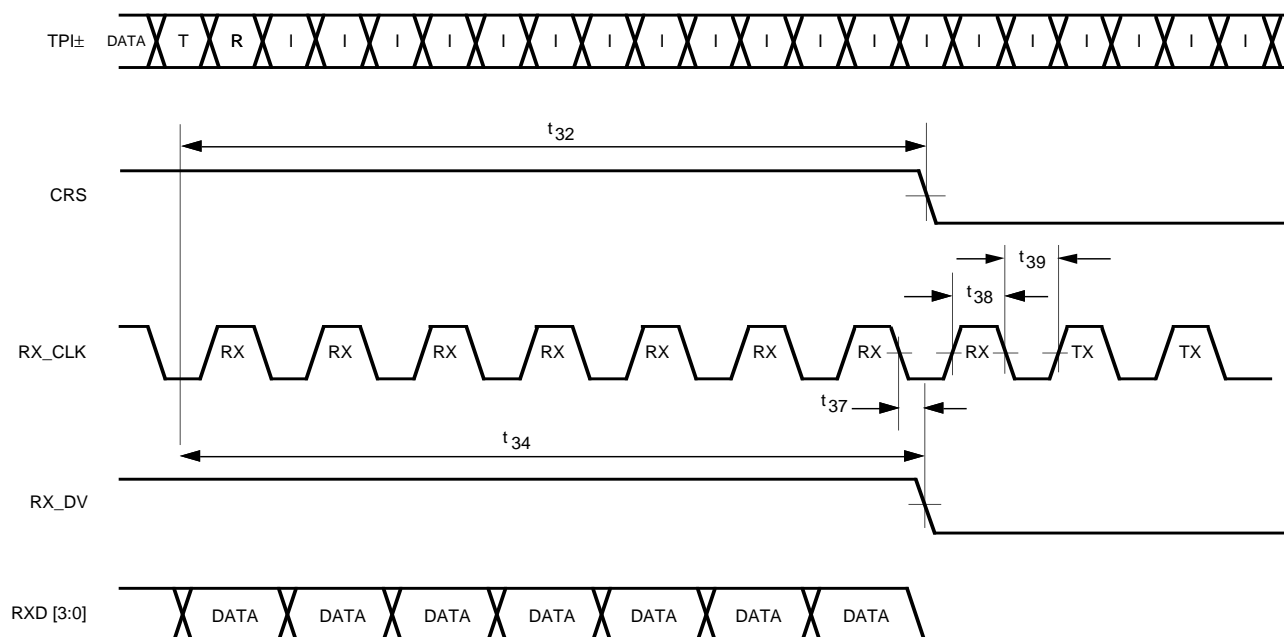 TPI± DATA T R I I I I I I I I I I I I I I I I I I I
t32
CRS
t39
t38
RX_CLK RX RX RX RX RX RX RX RX TX TX
t37
t34
RX_DV
RXD [3:0] DATA DATA DATA DATA DATA DATA DATA